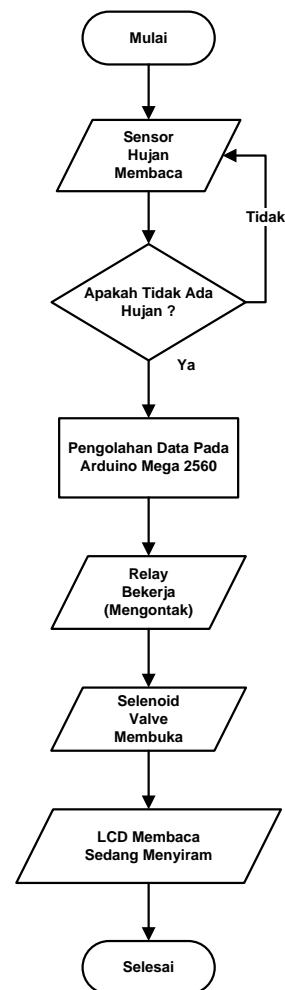 Mulai
Sensor
Hujan
Membaca
Tidak
Apakah Tidak Ada
Hujan ?
Ya
Pengolahan Data Pada
Arduino Mega 2560
Relay
Bekerja
(Mengontak)
Selenoid
Valve
Membuka
LCD Membaca
Sedang Menyiram
Selesai